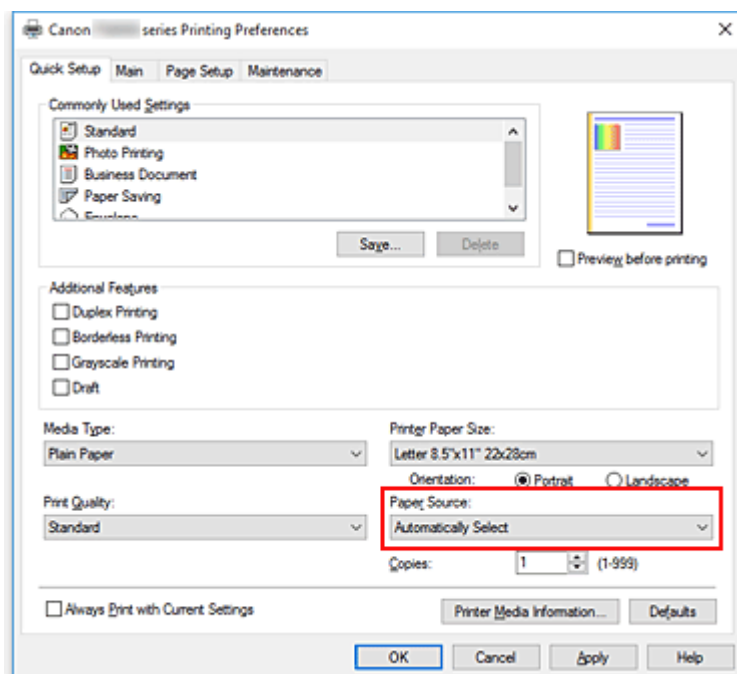 Canon series Printing Preferences
Quick Setup Main Page Setup Maintenance
Commonly Used Settings
Standard
Photo Printing
Business Document
Paper Saving
Envelope
Save... Delete
Preview before printing
Additional Features
Duplex Printing
Borderless Printing
Grayscale Printing
Draft
Media Type: Printer Paper Size:
Plain Paper Letter 8.5"x11" 22x28cm
Orientation: Portrait Landscape
Print Quality: Paper Source:
Standard Automatically Select
Copies: 1 (1-999)
Always Print with Current Settings Printer Media Information... Defaults
OK Cancel Apply Help